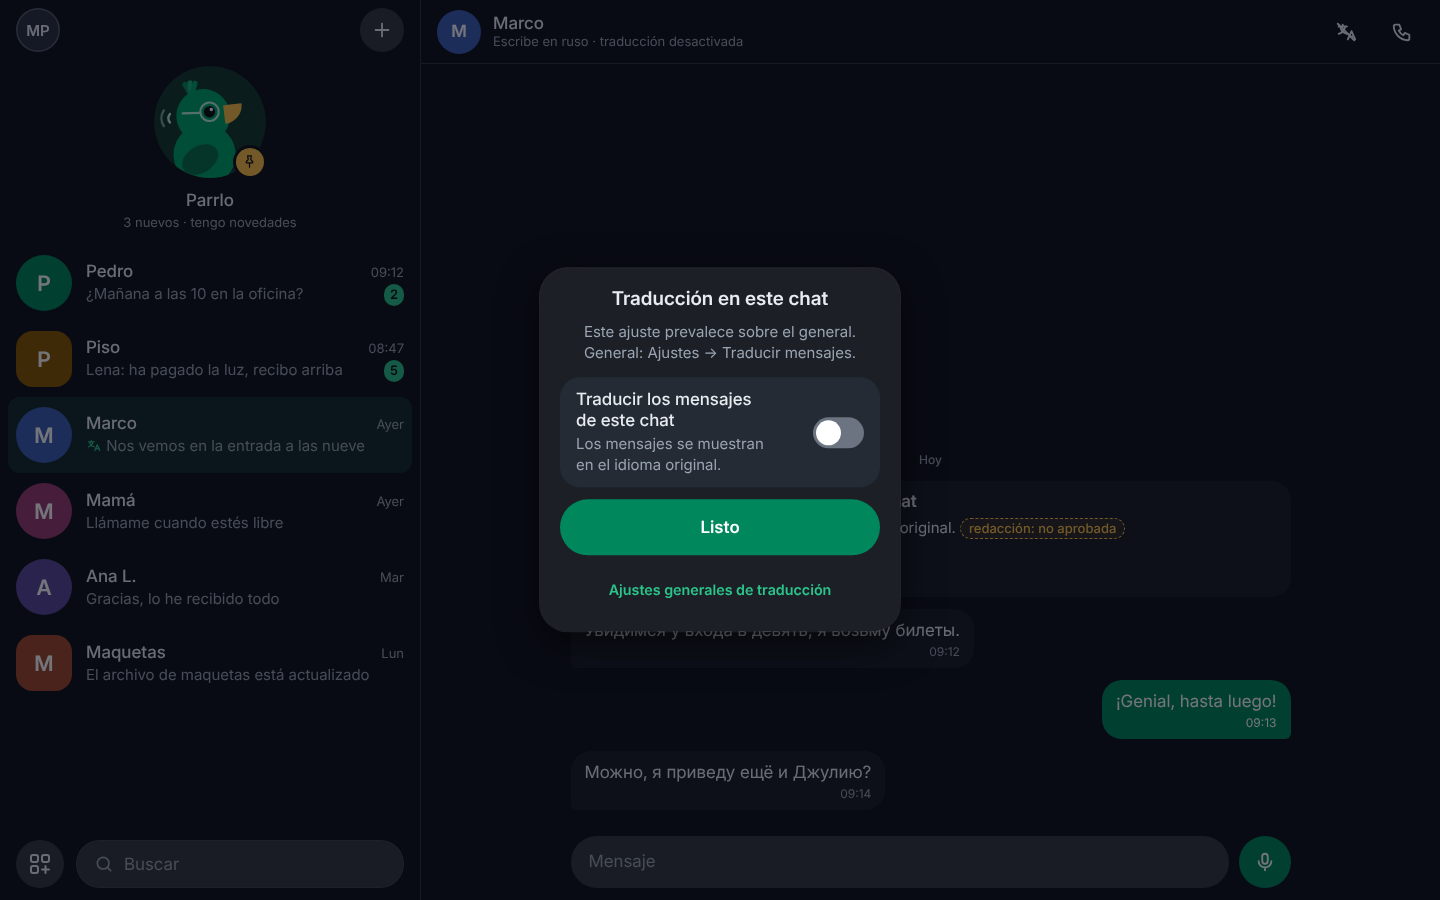 MP
Parrlo
3 nuevos · tengo novedades
Pedro
09:12
¿Mañana a las 10 en la oficina?
2
P
Piso
08:47
Lena: ha pagado la luz, recibo arriba
5
P
Marco
Ayer
Nos vemos en la entrada a las nueve
M
Mamá
Ayer
Llámame cuando estés libre
M
Ana L.
Mar
Gracias, lo he recibido todo
A
Maquetas
Lun
El archivo de maquetas está actualizado
M
Buscar
M
Marco
Escribe en ruso · traducción desactivada
Traducción en este chat
Este ajuste prevalece sobre el general.
General: Ajustes → Traducir mensajes.
Traducir los mensajes
de este chat
Los mensajes se muestran
en el idioma original.
Listo
Ajustes generales de traducción
Hoy
original. redacción: no aprobada
Увидимся у входа в девять, я возьму билеты.
09:12
¡Genial, hasta luego!
09:13
Можно, я приведу ещё и Джулию?
09:14
Mensaje